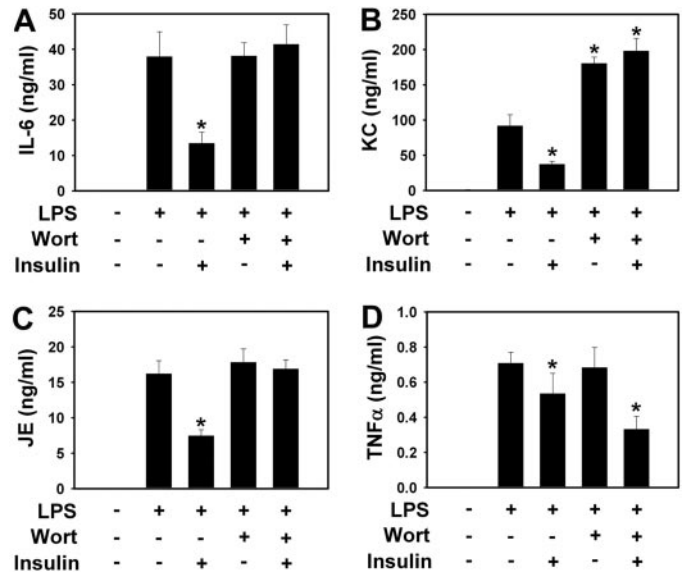 A
IL-6 (ng/ml)
50
40
30
20
10
0
*
LPS - + + + +
Wort - - - + +
Insulin - - + - +
B
KC (ng/ml)
250
200
150
100
50
0
* * *
LPS - + + + +
Wort - - - + +
Insulin - - + - +
C
JE (ng/ml)
25
20
15
10
5
0
*
LPS - + + + +
Wort - - - + +
Insulin - - + - +
D
TNFα (ng/ml)
1.0
0.8
0.6
0.4
0.2
0.0
* *
LPS - + + + +
Wort - - - + +
Insulin - - + - +